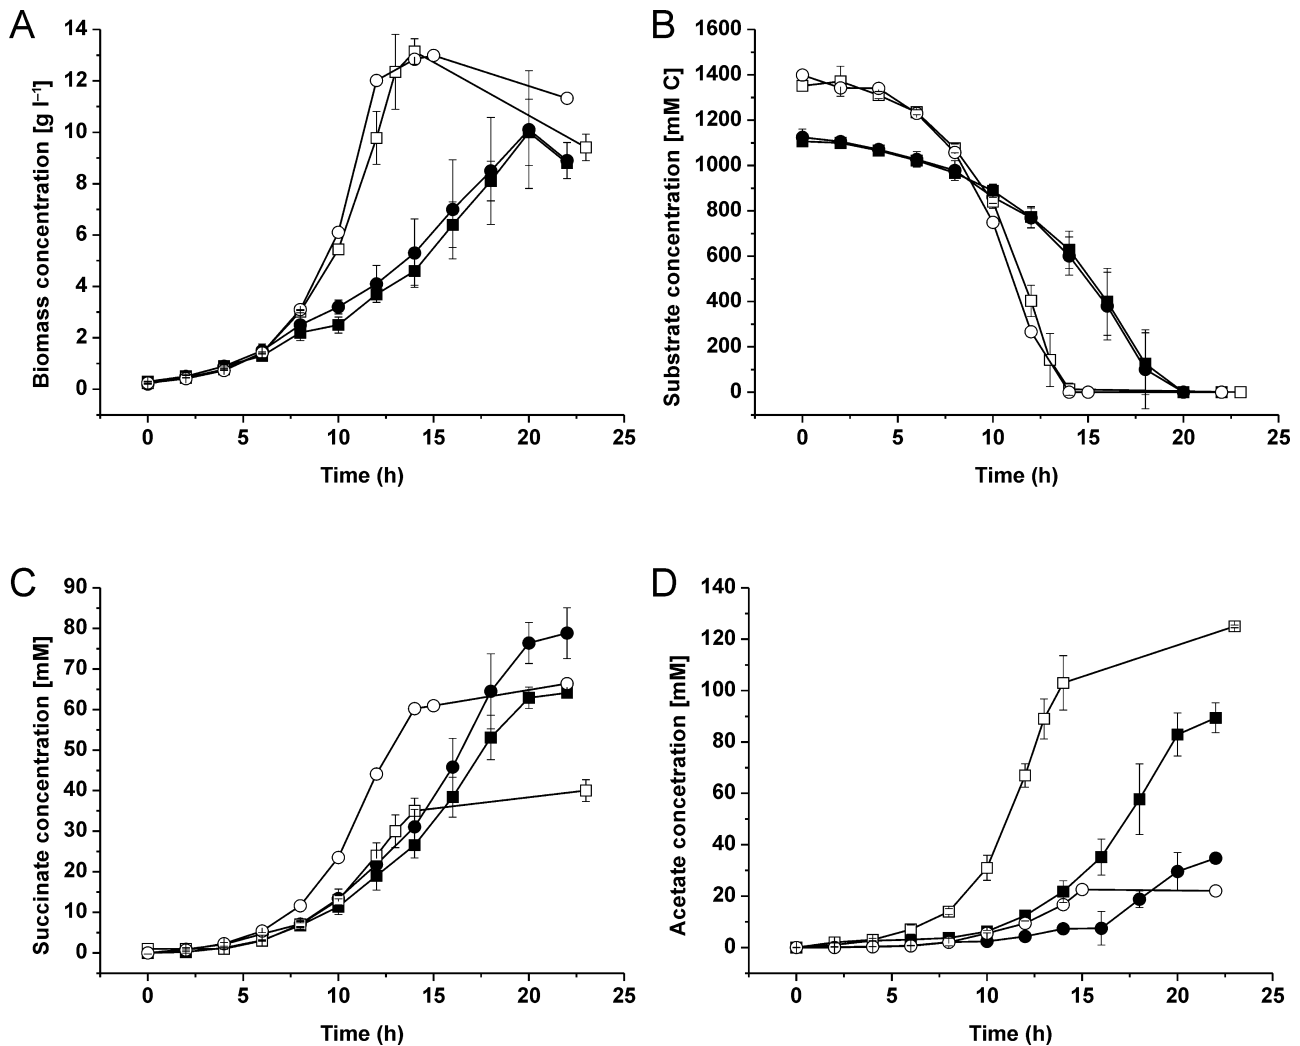 A
Biomass concentration [g l⁻¹]
14
12
10
8
6
4
2
0
0 5 10 15 20 25
Time (h)
B
Substrate concentration [mM C]
1600
1400
1200
1000
800
600
400
200
0
0 5 10 15 20 25
Time (h)
C
Succinate concentration [mM]
90
80
70
60
50
40
30
20
10
0
0 5 10 15 20 25
Time (h)
D
Acetate concetration [mM]
140
120
100
80
60
40
20
0
0 5 10 15 20 25
Time (h)